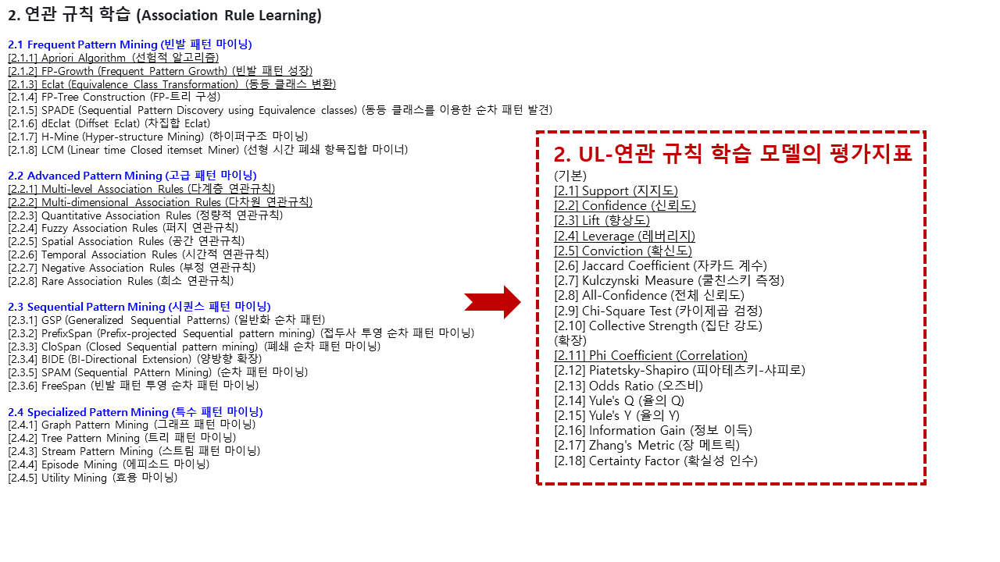 2. 연관 규칙 학습 (Association Rule Learning)
2.1 Frequent Pattern Mining (빈발 패턴 마이닝)
[2.1.1] Apriori Algorithm (선험적 알고리즘)
[2.1.2] FP-Growth (Frequent Pattern Growth) (빈발 패턴 성장)
[2.1.3] Eclat (Equivalence Class Transformation) (동등 클래스 변환)
[2.1.4] FP-Tree Construction (FP-트리 구성)
[2.1.5] SPADE (Sequential Pattern Discovery using Equivalence classes) (동등 클래스를 이용한 순차 패턴 발견)
[2.1.6] dEclat (Diffset Eclat) (차집합 Eclat)
[2.1.7] H-Mine (Hyper-structure Mining) (하이퍼구조 마이닝)
[2.1.8] LCM (Linear time Closed itemset Miner) (선형 시간 폐쇄 항목집합 마이너)
2.2 Advanced Pattern Mining (고급 패턴 마이닝)
[2.2.1] Multi-level Association Rules (다계층 연관규칙)
[2.2.2] Multi-dimensional Association Rules (다차원 연관규칙)
[2.2.3] Quantitative Association Rules (정량적 연관규칙)
[2.2.4] Fuzzy Association Rules (퍼지 연관규칙)
[2.2.5] Spatial Association Rules (공간 연관규칙)
[2.2.6] Temporal Association Rules (시간적 연관규칙)
[2.2.7] Negative Association Rules (부정 연관규칙)
[2.2.8] Rare Association Rules (희소 연관규칙)
2.3 Sequential Pattern Mining (시퀀스 패턴 마이닝)
[2.3.1] GSP (Generalized Sequential Patterns) (일반화 순차 패턴)
[2.3.2] PrefixSpan (Prefix-projected Sequential pattern mining) (접두사 투영 순차 패턴 마이닝)
[2.3.3] CloSpan (Closed Sequential pattern mining) (폐쇄 순차 패턴 마이닝)
[2.3.4] BIDE (BI-Directional Extension) (양방향 확장)
[2.3.5] SPAM (Sequential PAttern Mining) (순차 패턴 마이닝)
[2.3.6] FreeSpan (빈발 패턴 투영 순차 패턴 마이닝)
2.4 Specialized Pattern Mining (특수 패턴 마이닝)
[2.4.1] Graph Pattern Mining (그래프 패턴 마이닝)
[2.4.2] Tree Pattern Mining (트리 패턴 마이닝)
[2.4.3] Stream Pattern Mining (스트림 패턴 마이닝)
[2.4.4] Episode Mining (에피소드 마이닝)
[2.4.5] Utility Mining (효용 마이닝)
2. UL-연관 규칙 학습 모델의 평가지표
(기본)
[2.1] Support (지지도)
[2.2] Confidence (신뢰도)
[2.3] Lift (향상도)
[2.4] Leverage (레버리지)
[2.5] Conviction (확신도)
[2.6] Jaccard Coefficient (자카드 계수)
[2.7] Kulczynski Measure (쿨친스키 측정)
[2.8] All-Confidence (전체 신뢰도)
[2.9] Chi-Square Test (카이제곱 검정)
[2.10] Collective Strength (집단 강도)
(확장)
[2.11] Phi Coefficient (Correlation)
[2.12] Piatetsky-Shapiro (피아테츠키-샤피로)
[2.13] Odds Ratio (오즈비)
[2.14] Yule's Q (율의 Q)
[2.15] Yule's Y (율의 Y)
[2.16] Information Gain (정보 이득)
[2.17] Zhang's Metric (장 메트릭)
[2.18] Certainty Factor (확실성 인수)